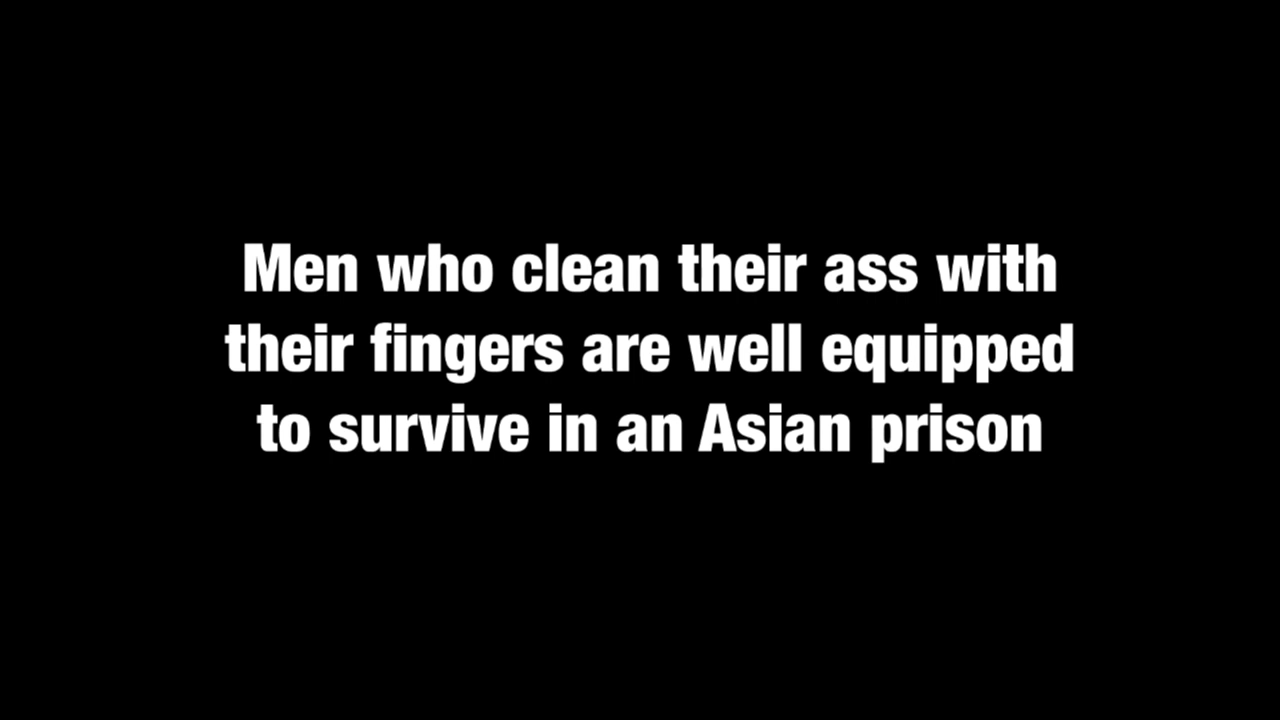 Men who clean their ass with
their fingers are well equipped
to survive in an Asian prison